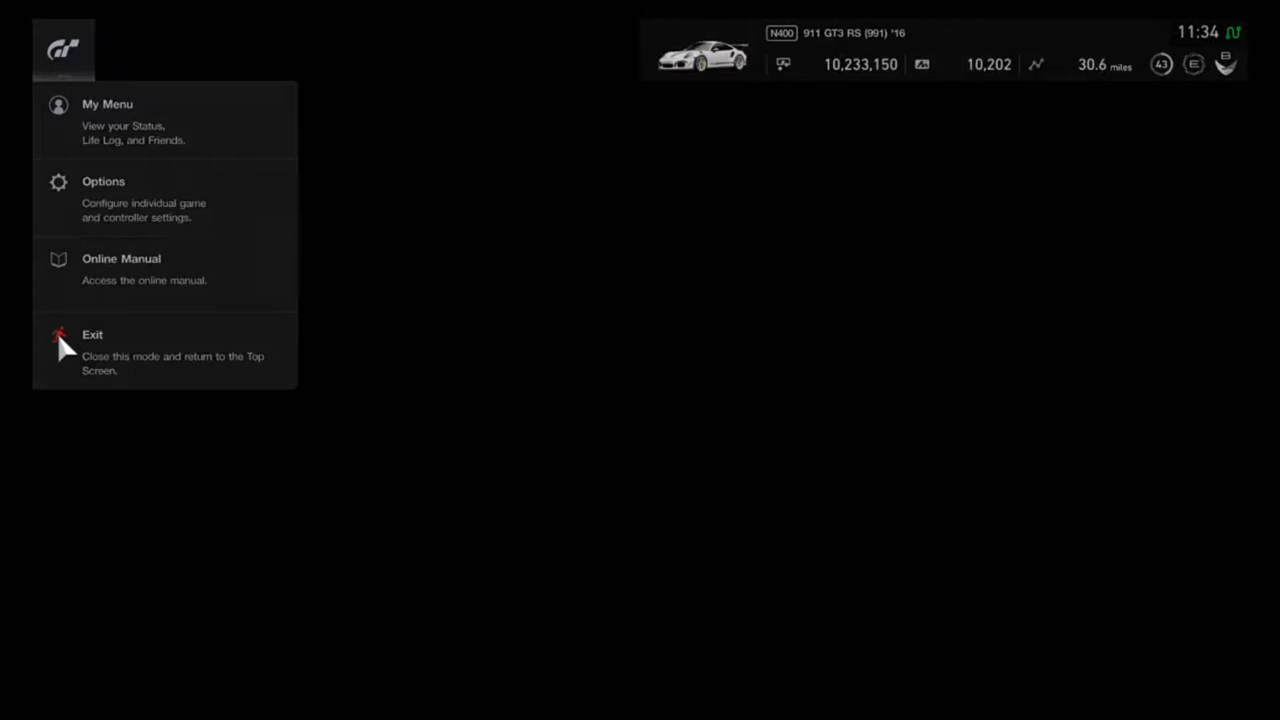 GT
N400 911 GT3 RS (991) '16
11:34
10,233,150 10,202 30.6 miles 43 E B
My Menu
View your Status,
Life Log, and Friends.
Options
Configure individual game
and controller settings.
Online Manual
Access the online manual.
Exit
Close this mode and return to the Top
Screen.